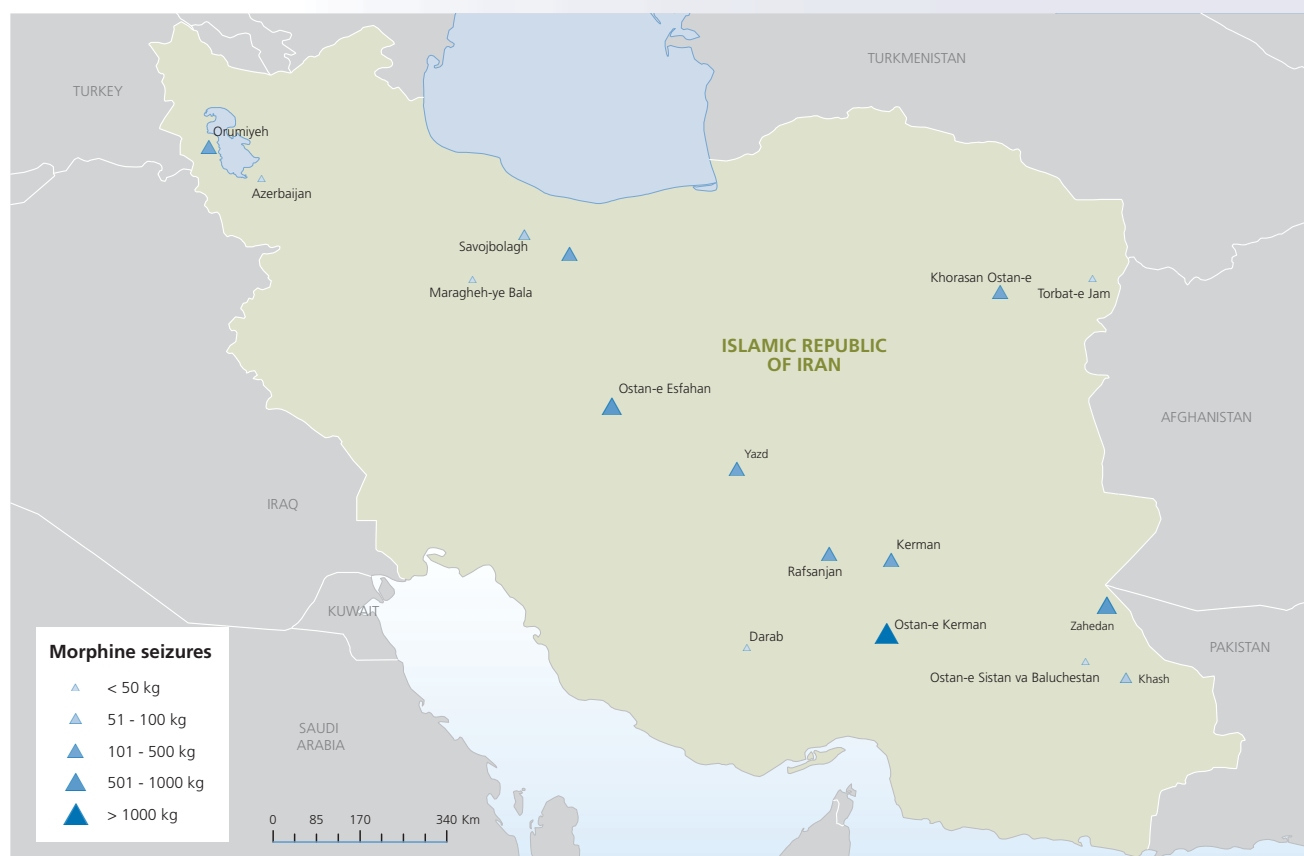 TURKMENISTAN
TURKEY
Orumiyeh
Azerbaijan
Savojbolagh
Maragheh-ye Bala
Khorasan Ostan-e
Torbat-e Jam
ISLAMIC REPUBLIC
OF IRAN
Ostan-e Esfahan
AFGHANISTAN
Yazd
IRAQ
Kerman
Rafsanjan
KUWAIT
Ostan-e Kerman
Zahedan
Darab
PAKISTAN
Ostan-e Sistan va Baluchestan
Khash
SAUDI
ARABIA
Morphine seizures
< 50 kg
51 - 100 kg
101 - 500 kg
501 - 1000 kg
> 1000 kg
0 85 170 340 Km